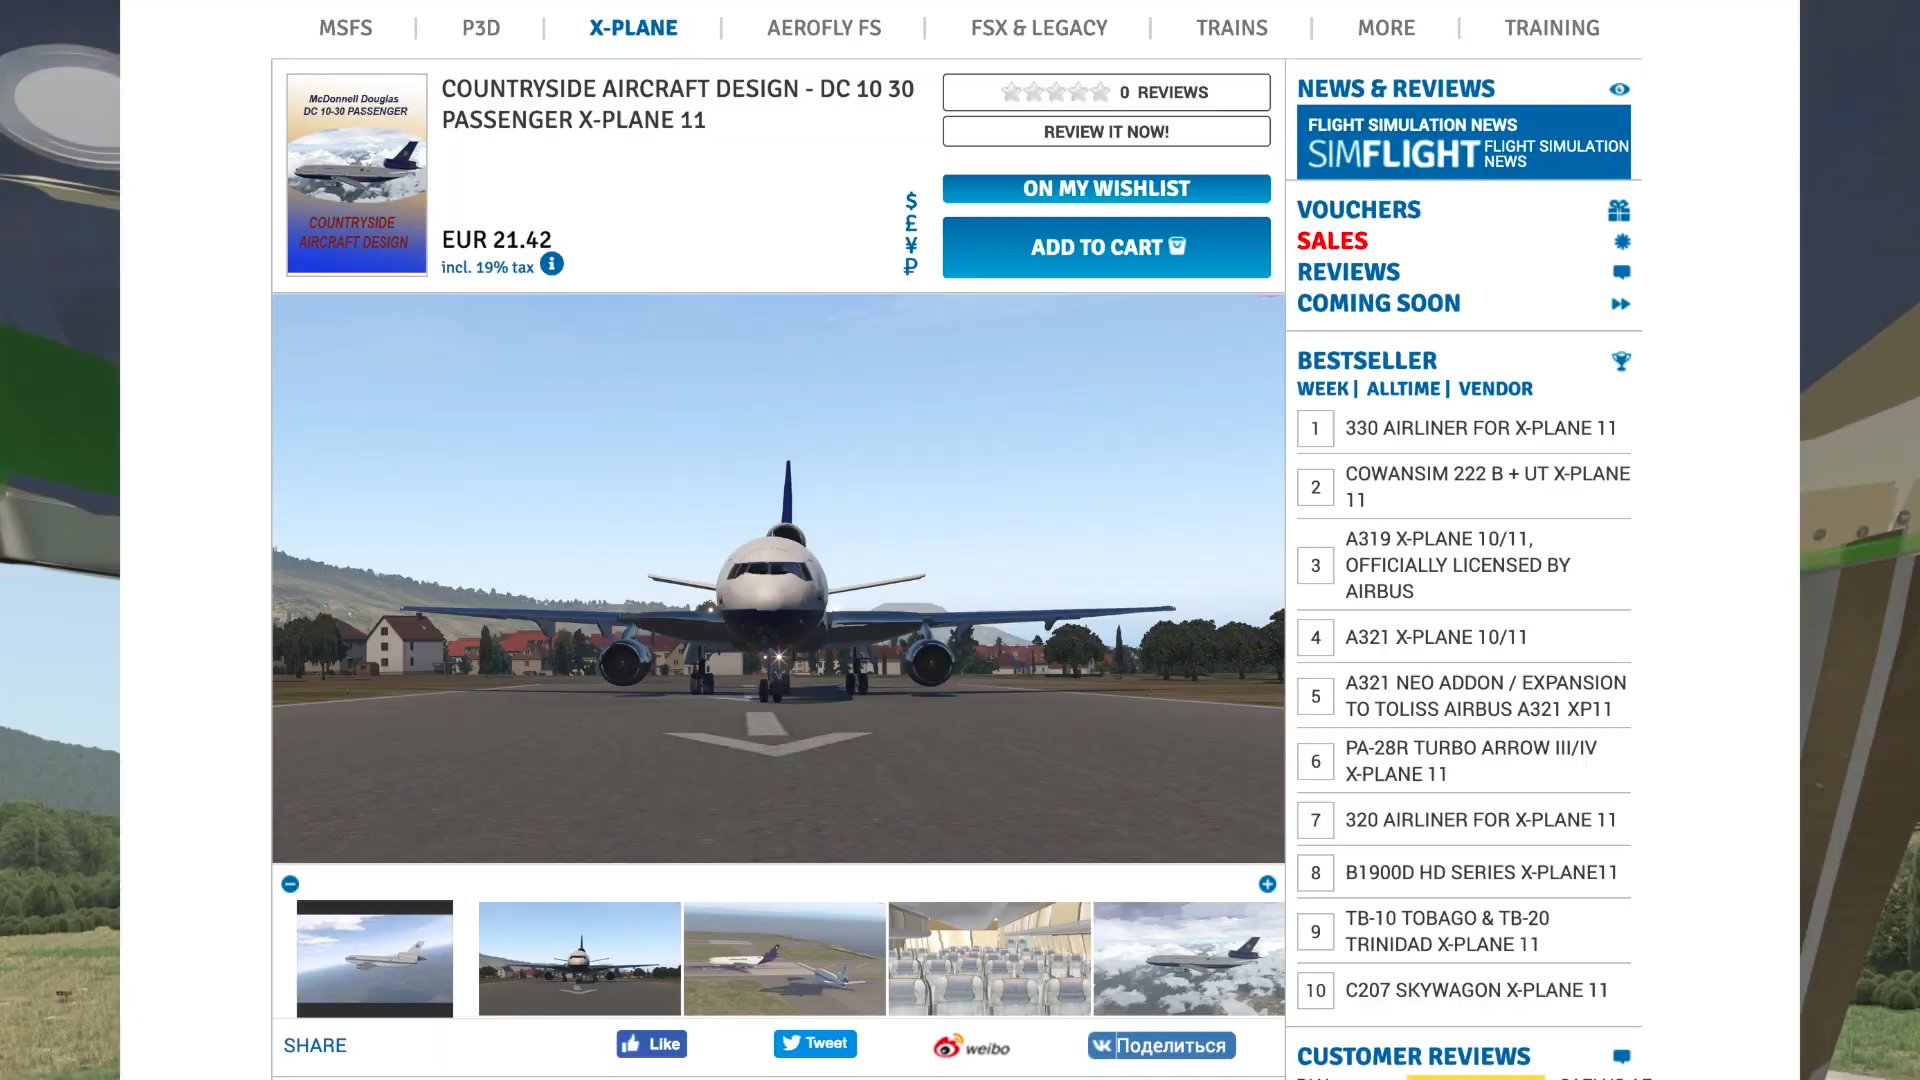 MSFS
P3D
X-PLANE
AEROFLY FS
FSX & LEGACY
TRAINS
MORE
TRAINING
McDonnell Douglas
DC 10-30 PASSENGER
COUNTRYSIDE
AIRCRAFT DESIGN
COUNTRYSIDE AIRCRAFT DESIGN - DC 10 30
PASSENGER X-PLANE 11
EUR 21.42
incl. 19% tax
$
£
¥
₽
0 REVIEWS
REVIEW IT NOW!
ON MY WISHLIST
ADD TO CART
SHARE
Like
Tweet
weibo
Поделиться
NEWS & REVIEWS
FLIGHT SIMULATION NEWS
SIMFLIGHT FLIGHT SIMULATION
NEWS
VOUCHERS
SALES
REVIEWS
COMING SOON
BESTSELLER
WEEK | ALLTIME | VENDOR
1 330 AIRLINER FOR X-PLANE 11
2 COWANSIM 222 B + UT X-PLANE
11
3 A319 X-PLANE 10/11,
OFFICIALLY LICENSED BY
AIRBUS
4 A321 X-PLANE 10/11
5 A321 NEO ADDON / EXPANSION
TO TOLISS AIRBUS A321 XP11
6 PA-28R TURBO ARROW III/IV
X-PLANE 11
7 320 AIRLINER FOR X-PLANE 11
8 B1900D HD SERIES X-PLANE11
9 TB-10 TOBAGO & TB-20
TRINIDAD X-PLANE 11
10 C207 SKYWAGON X-PLANE 11
CUSTOMER REVIEWS